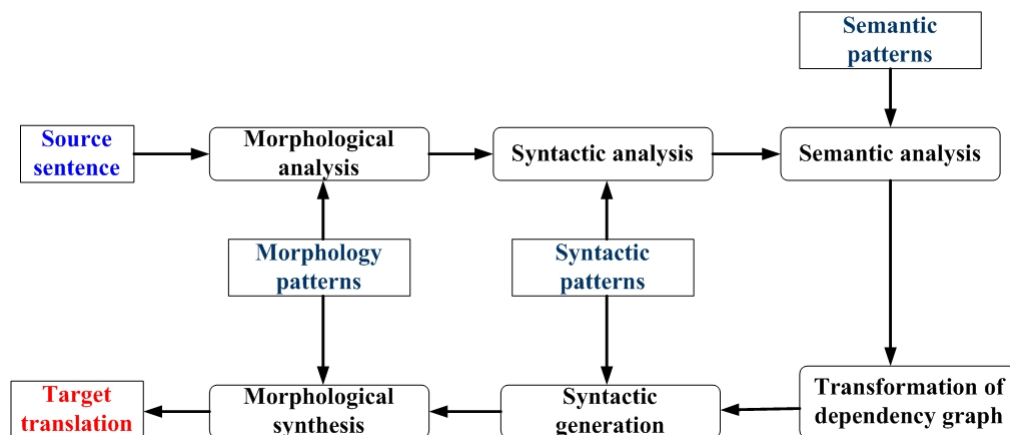 Semantic
patterns
Source
sentence
Morphological
analysis
Syntactic analysis
Semantic analysis
Morphology
patterns
Syntactic
patterns
Target
translation
Morphological
synthesis
Syntactic
generation
Transformation of
dependency graph